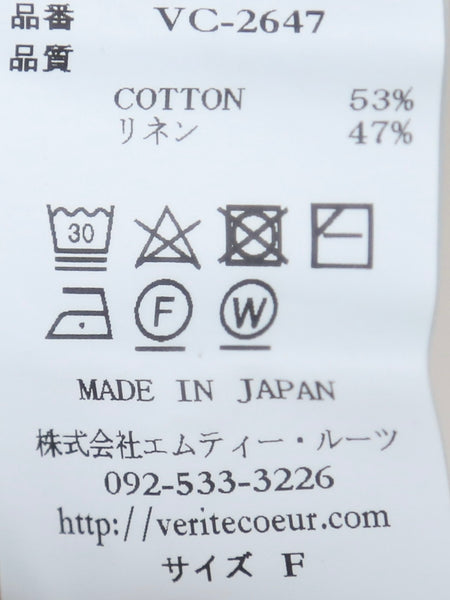 品番 VC-2647
品質
COTTON 53%
リネン 47%
30
F W
MADE IN JAPAN
株式会社エムティー・ルーツ
092-533-3226
http://veritecoeur.com
サイズ F